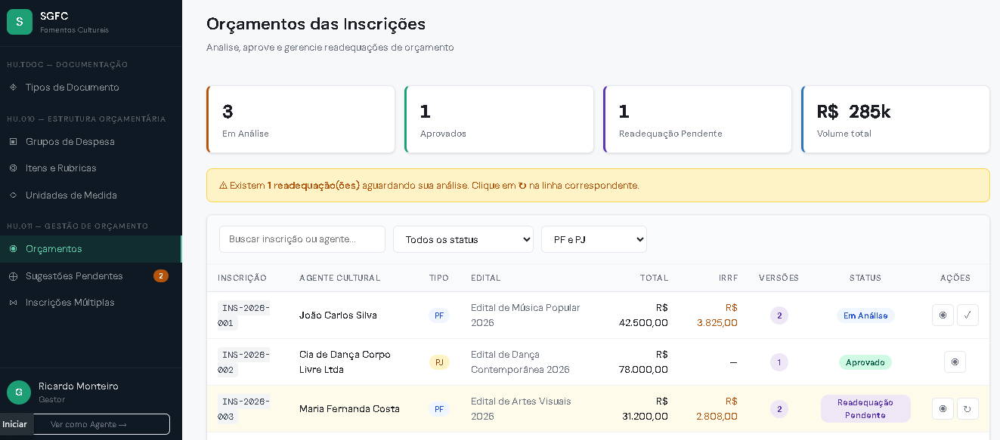 S
SGFC
Fomentos Culturais
HU.TDOC — DOCUMENTAÇÃO
Tipos de Documento
HU.010 — ESTRUTURA ORÇAMENTÁRIA
Grupos de Despesa
Itens e Rubricas
Unidades de Medida
HU.011 — GESTÃO DE ORÇAMENTO
Orçamentos
Sugestões Pendentes 2
Inscrições Múltiplas
G
Ricardo Monteiro
Gestor
Iniciar
Ver como Agente →
Orçamentos das Inscrições
Analise, aprove e gerencie readequações de orçamento
3
Em Análise
1
Aprovados
1
Readequação Pendente
R$ 285k
Volume total
⚠ Existem 1 readequação(ões) aguardando sua análise. Clique em ↻ na linha correspondente.
Buscar inscrição ou agente...
Todos os status
PF e PJ
INSCRIÇÃO AGENTE CULTURAL TIPO EDITAL TOTAL IRRF VERSÕES STATUS AÇÕES
INS-2026-
001
João Carlos Silva
PF
Edital de Música Popular
2026
R$
42.500,00
R$
3.825,00
2
Em Análise
✓
INS-2026-
002
Cia de Dança Corpo
Livre Ltda
PJ
Edital de Dança
Contemporânea 2026
R$
78.000,00
—
1
Aprovado
INS-2026-
003
Maria Fernanda Costa
PF
Edital de Artes Visuais
2026
R$
31.200,00
R$
2.808,00
2
Readequação
Pendente
↻